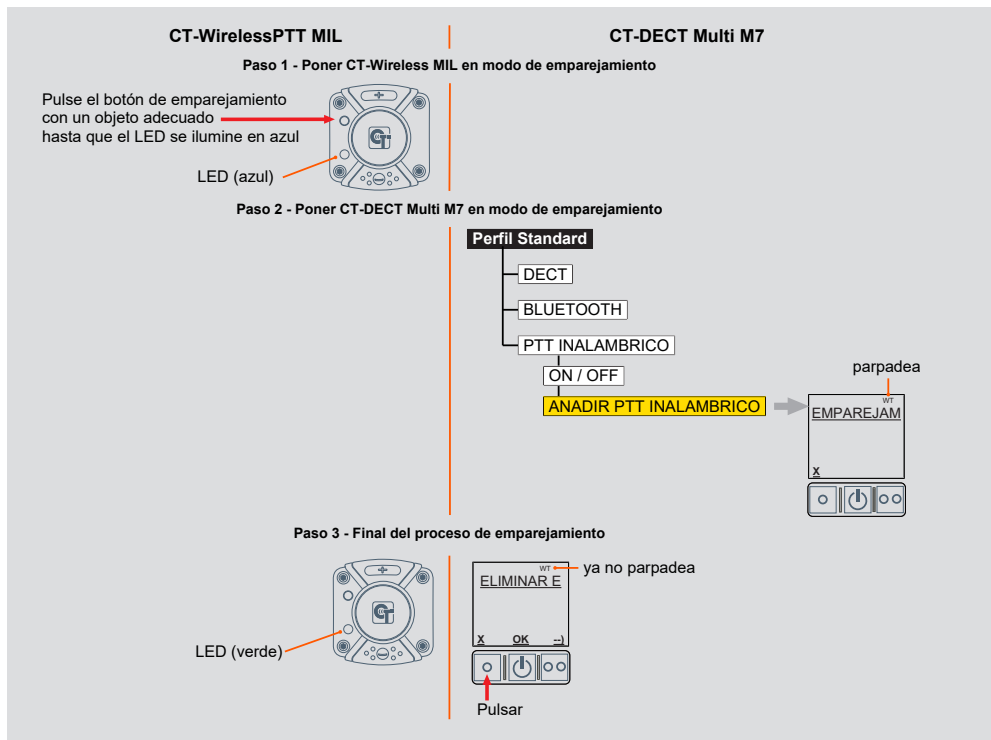 CT-WirelessPTT MIL
CT-DECT Multi M7
Paso 1 - Poner CT-Wireless MIL en modo de emparejamiento
Pulse el botón de emparejamiento
con un objeto adecuado
hasta que el LED se ilumine en azul
LED (azul)
Paso 2 - Poner CT-DECT Multi M7 en modo de emparejamiento
Perfil Standard
DECT
BLUETOOTH
PTT INALAMBRICO
ON / OFF
ANADIR PTT INALAMBRICO
parpadea
WT
EMPAREJAM
X
Paso 3 - Final del proceso de emparejamiento
WT
ya no parpadea
ELIMINAR E
X OK --)
LED (verde)
Pulsar